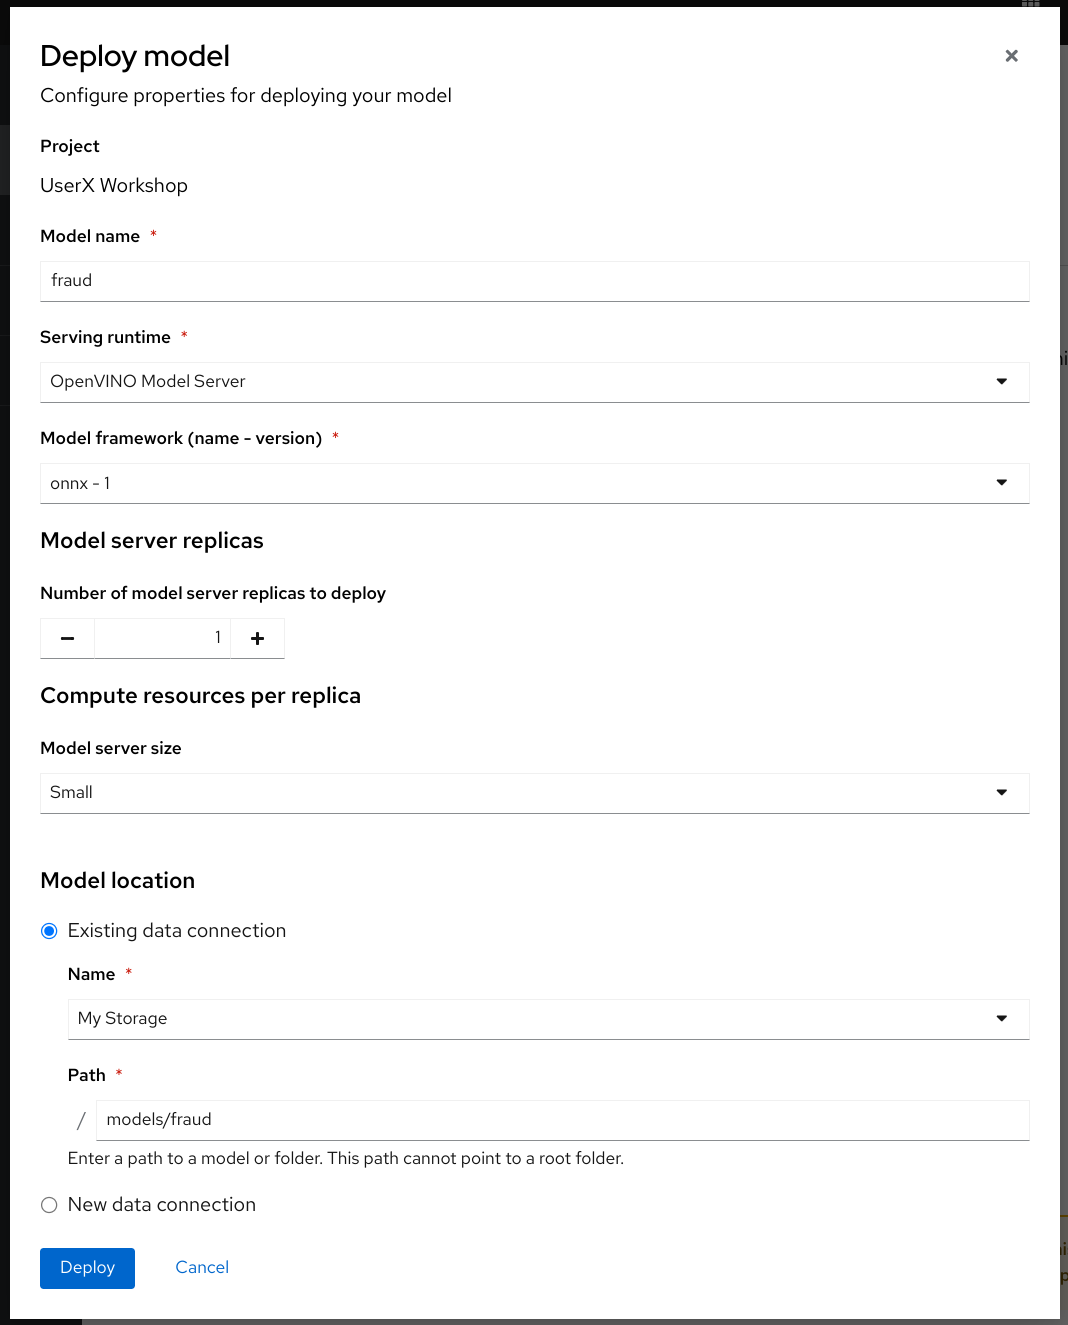 Deploy model
Configure properties for deploying your model
Project
UserX Workshop
Model name *
fraud
Serving runtime *
OpenVINO Model Server
Model framework (name - version) *
onnx - 1
Model server replicas
Number of model server replicas to deploy
1
Compute resources per replica
Model server size
Small
Model location
Existing data connection
Name *
My Storage
Path *
/ models/fraud
Enter a path to a model or folder. This path cannot point to a root folder.
New data connection
Deploy Cancel